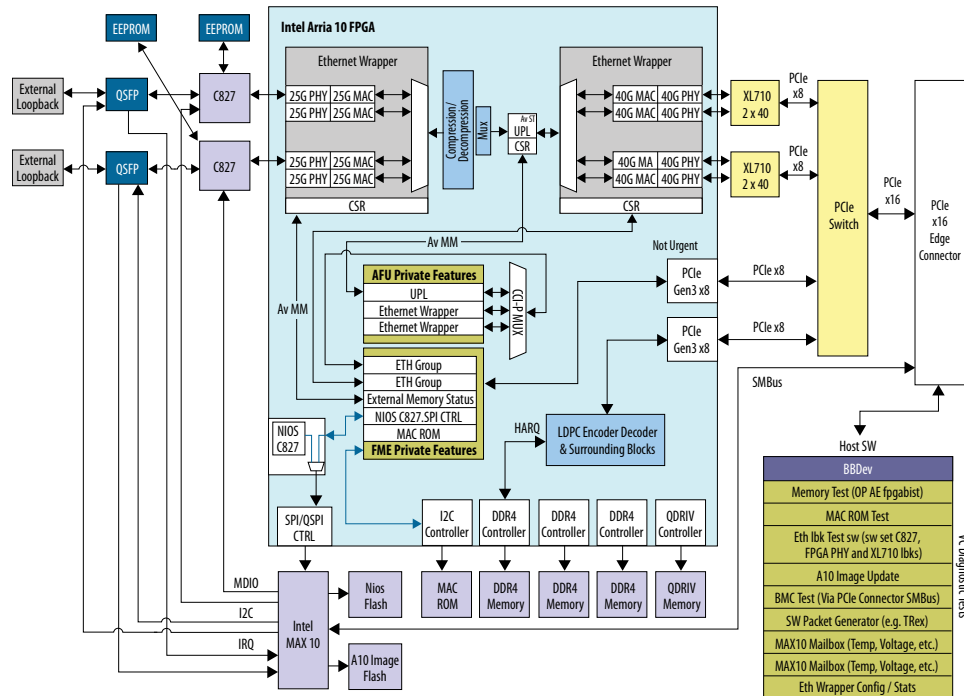 EEPROM
EEPROM
Intel Arria 10 FPGA
Ethernet Wrapper
Ethernet Wrapper
External
Loopback
QSFP
C827
25G PHY
25G MAC
25G PHY
25G MAC
Compression/
Decompression
Mux
Av ST
UPL
CSR
40G MAC
40G PHY
40G MAC
40G PHY
XL710
2 x 40
PCIe
x8
External
Loopback
QSFP
C827
25G PHY
25G MAC
25G PHY
25G MAC
40G MA
40G PHY
40G MAC
40G PHY
XL710
2 x 40
PCIe
x8
CSR
CSR
PCIe
Switch
PCIe
x16
PCIe
x16
Edge
Connector
Av MM
Av MM
Not Urgent
AFU Private Features
UPL
Ethernet Wrapper
Ethernet Wrapper
CCI-P MUX
PCIe
Gen3 x8
PCIe x8
PCIe
Gen3 x8
PCIe x8
ETH Group
ETH Group
External Memory Status
NIOS C827.SPI CTRL
MAC ROM
FME Private Features
SMBus
NIOS
C827
HARQ
LDPC Encoder Decoder
& Surrounding Blocks
SPI/QSPI
CTRL
I2C
Controller
DDR4
Controller
DDR4
Controller
DDR4
Controller
QDRIV
Controller
MDIO
I2C
IRQ
Intel
MAX 10
Nios
Flash
A10 Image
Flash
MAC
ROM
DDR4
Memory
DDR4
Memory
DDR4
Memory
QDRIV
Memory
Host SW
BBDev
Memory Test (OP AE fpgabist)
MAC ROM Test
Eth lbk Test sw (sw set C827,
FPGA PHY and XL710 lbks)
A10 Image Update
BMC Test (Via PCIe Connector SMBus)
SW Packet Generator (e.g. TRex)
MAX10 Mailbox (Temp, Voltage, etc.)
MAX10 Mailbox (Temp, Voltage, etc.)
Eth Wrapper Config / Stats